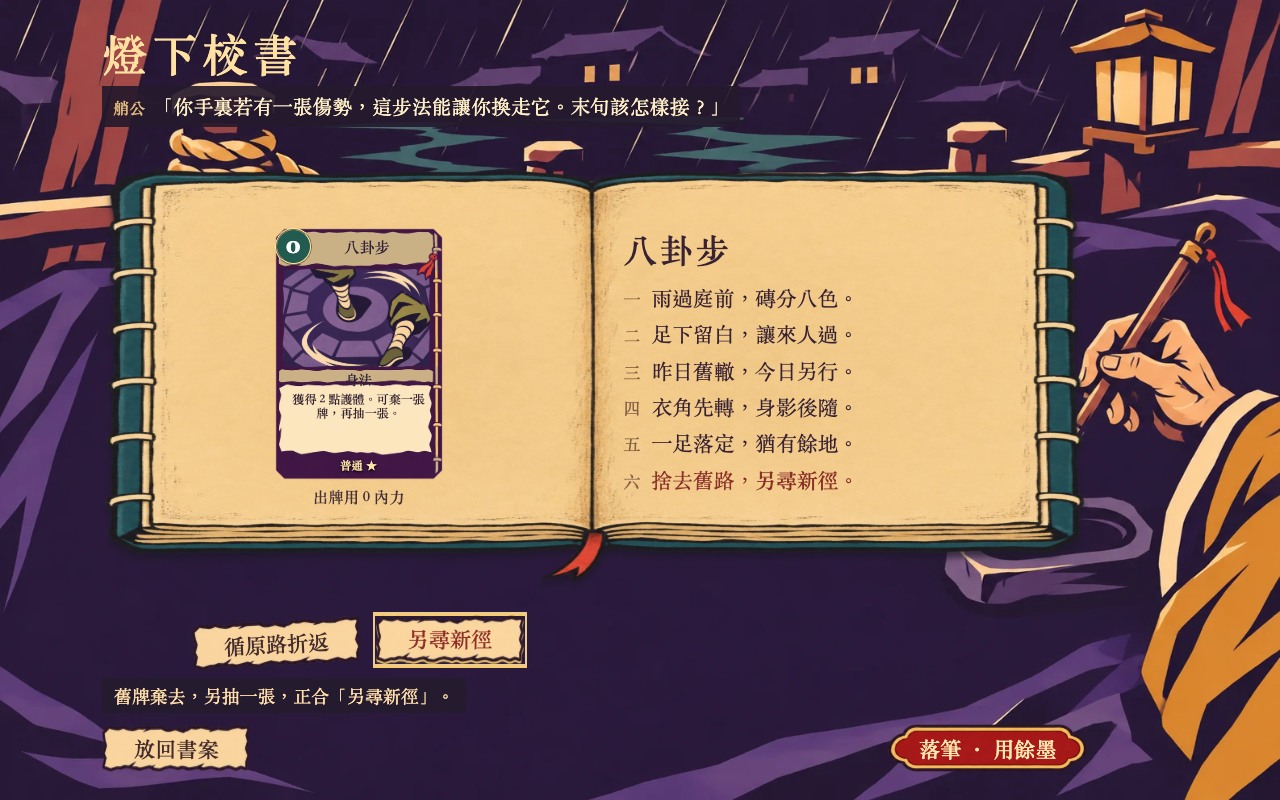 燈下校書
艄公 「你手裏若有一張傷勢，這步法能讓你換走它。末句該怎樣接？」
0 八卦步
身法
獲得 2 點護體。可棄一張
牌，再抽一張。
普通 ★
出牌用 0 內力
八卦步
一 雨過庭前，磚分八色。
二 足下留白，讓來人過。
三 昨日舊轍，今日另行。
四 衣角先轉，身影後隨。
五 一足落定，猶有餘地。
六 捨去舊路，另尋新徑。
循原路折返 另尋新徑
舊牌棄去，另抽一張，正合「另尋新徑」。
放回書案 落筆 · 用餘墨